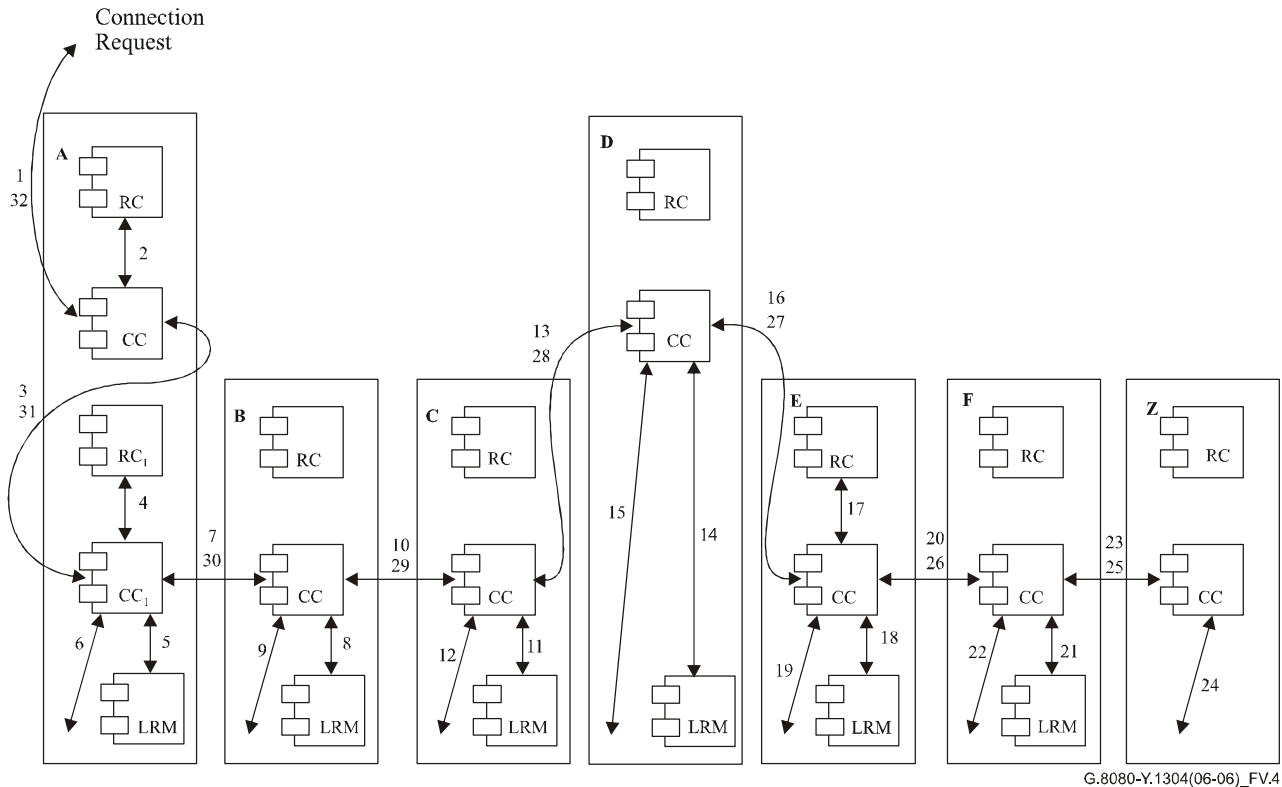 Connection
Request
A
D
1
32
RC
RC
2
16
27
13
28
CC
CC
3
31
B
C
E
F
Z
RC₁
RC
RC
RC
RC
RC
4
15
14
17
7
30
10
29
20
26
23
25
CC₁
CC
CC
CC
CC
CC
6
5
9
8
12
11
19
18
22
21
24
LRM
LRM
LRM
LRM
LRM
LRM
G.8080-Y.1304(06-06)_FV.4